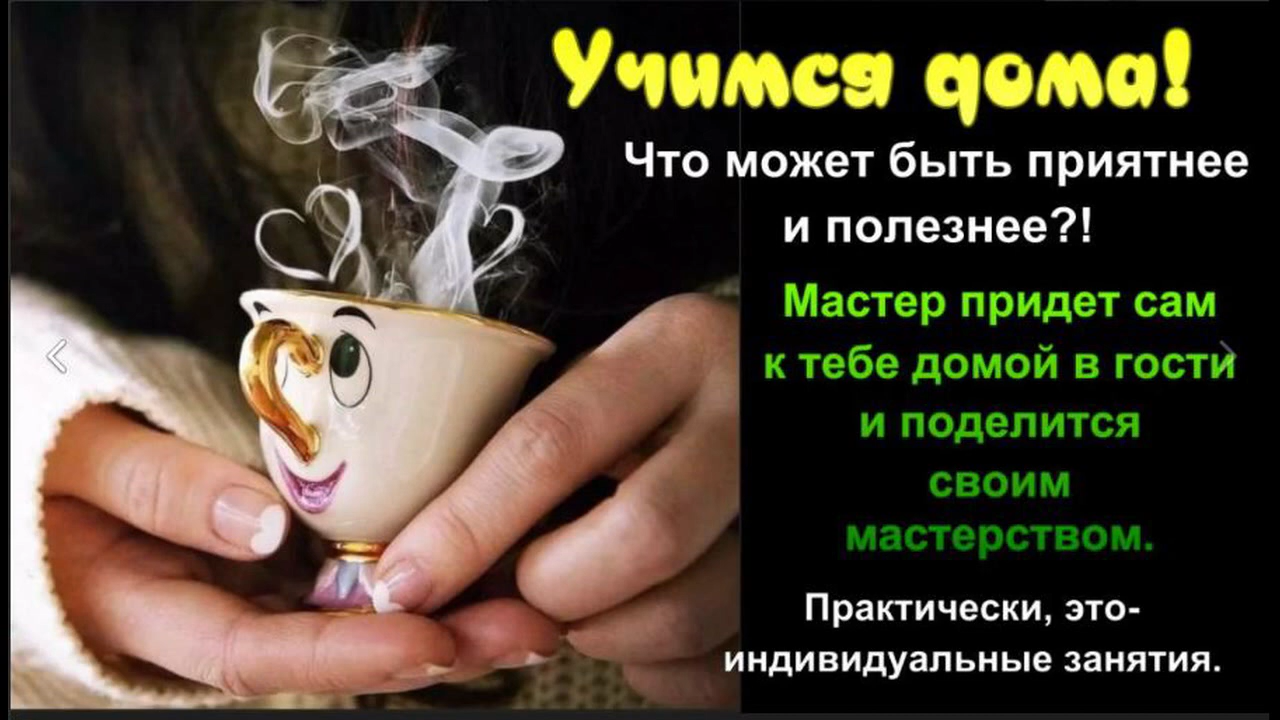 Учимся дома!
Что может быть приятнее
и полезнее?!
Мастер придет сам
к тебе домой в гости
и поделится
своим
мастерством.
Практически, это-
индивидуальные занятия.